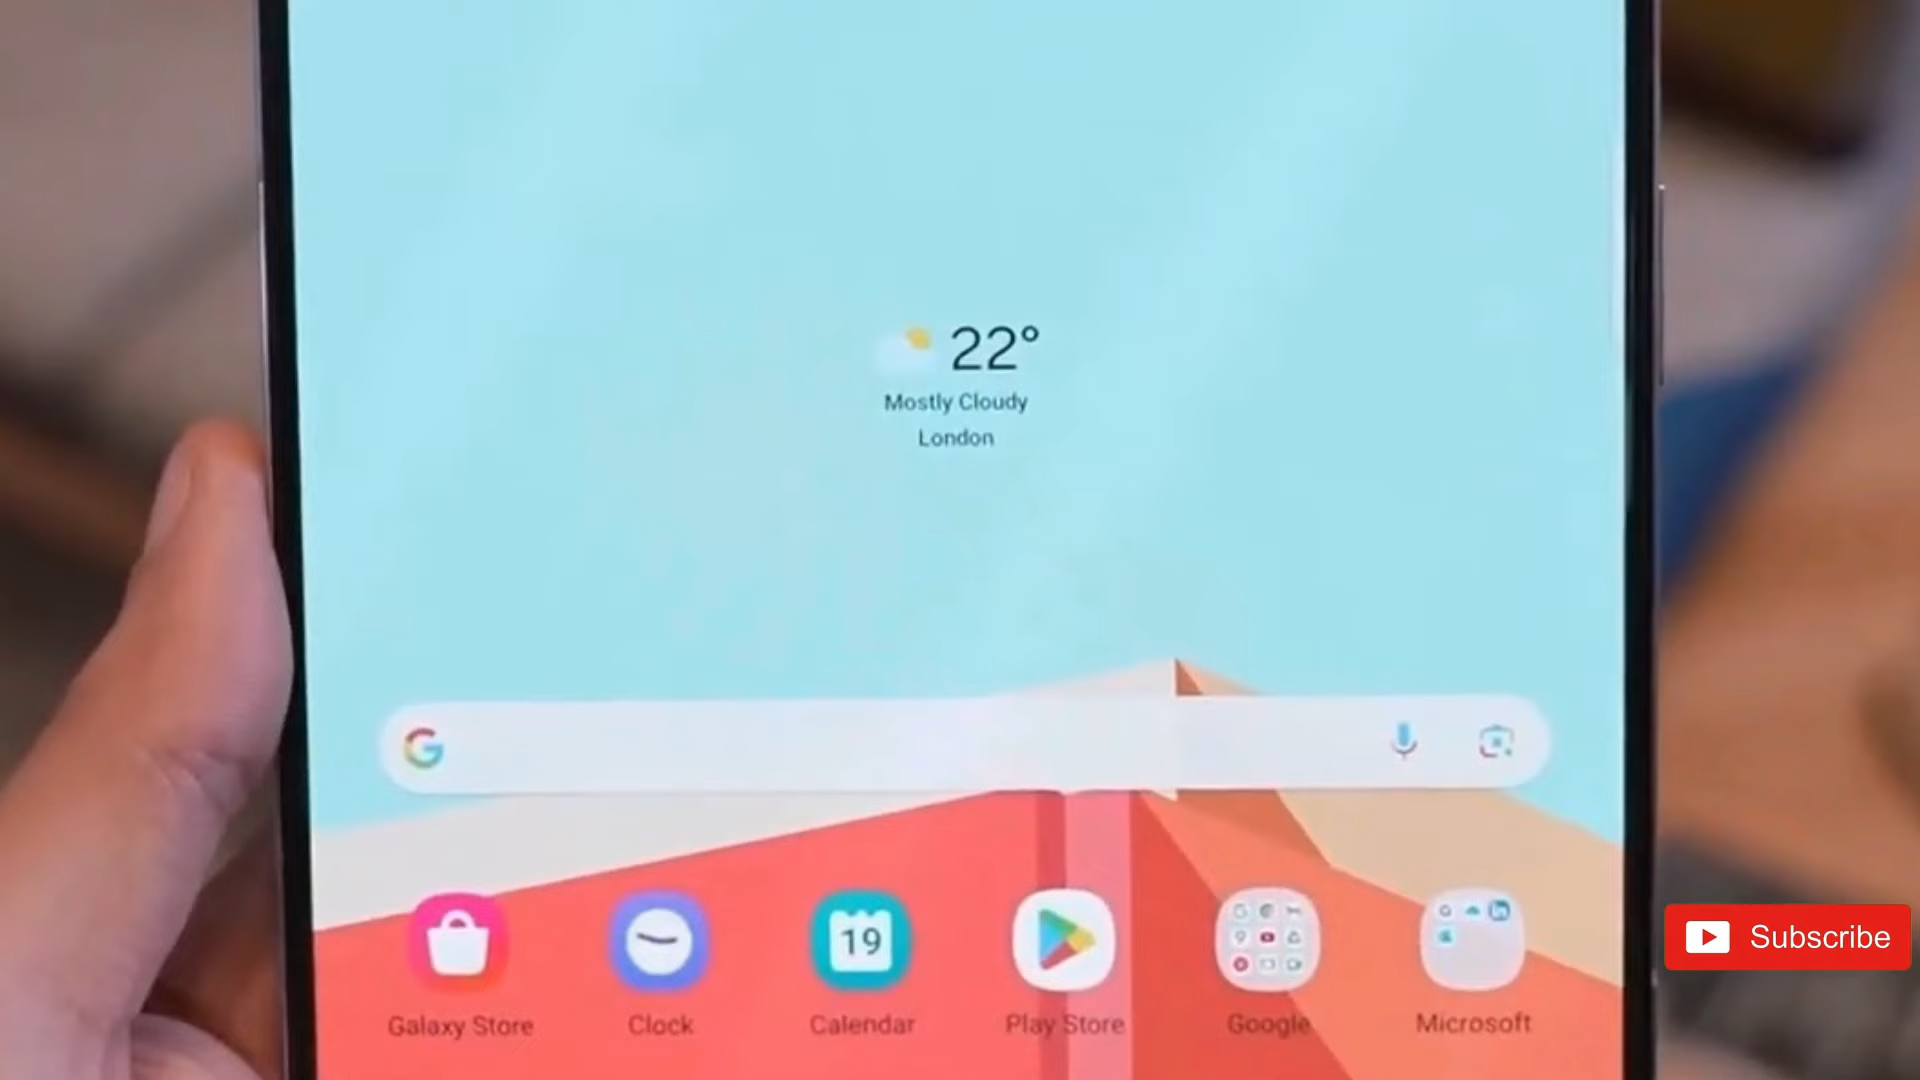 22°
Mostly Cloudy
London
G
19
Galaxy Store
Clock
Calendar
Play Store
Google
Microsoft
Subscribe